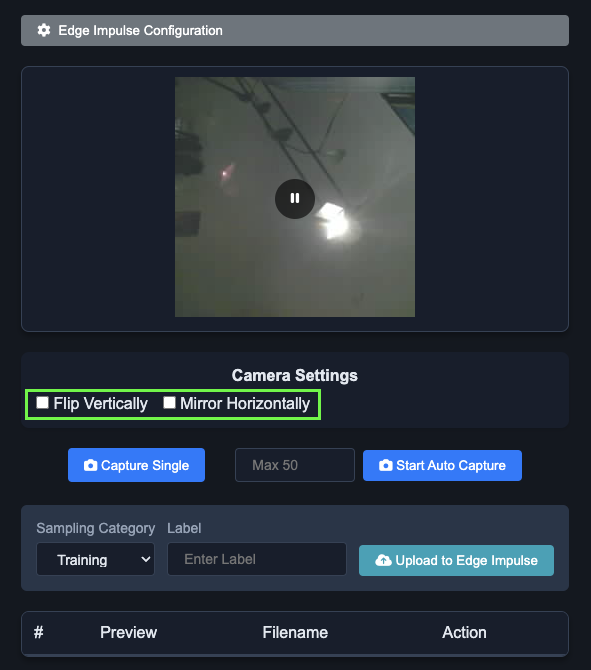 Edge Impulse Configuration
Camera Settings
Flip Vertically Mirror Horizontally
Capture Single Max 50 Start Auto Capture
Sampling Category Label
Training Enter Label Upload to Edge Impulse
# Preview Filename Action